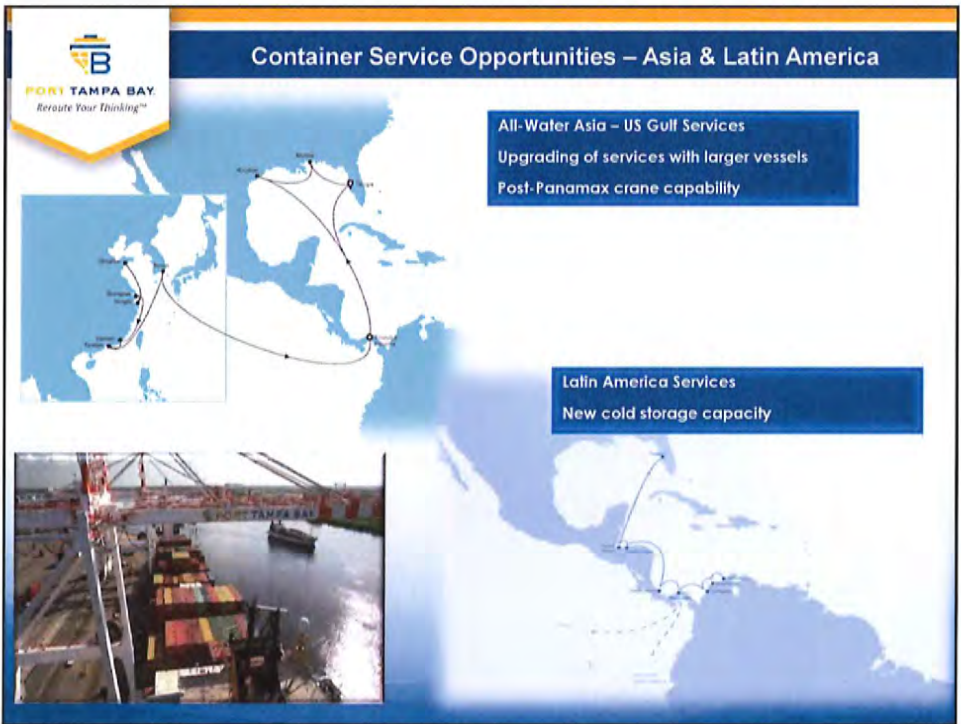 Container Service Opportunities – Asia & Latin America
PORT TAMPA BAY.
Reroute Your Thinking™
All-Water Asia – US Gulf Services
Upgrading of services with larger vessels
Post-Panamax crane capability
Houston
Latin America Services
New cold storage capacity
PORT TAMPA BAY